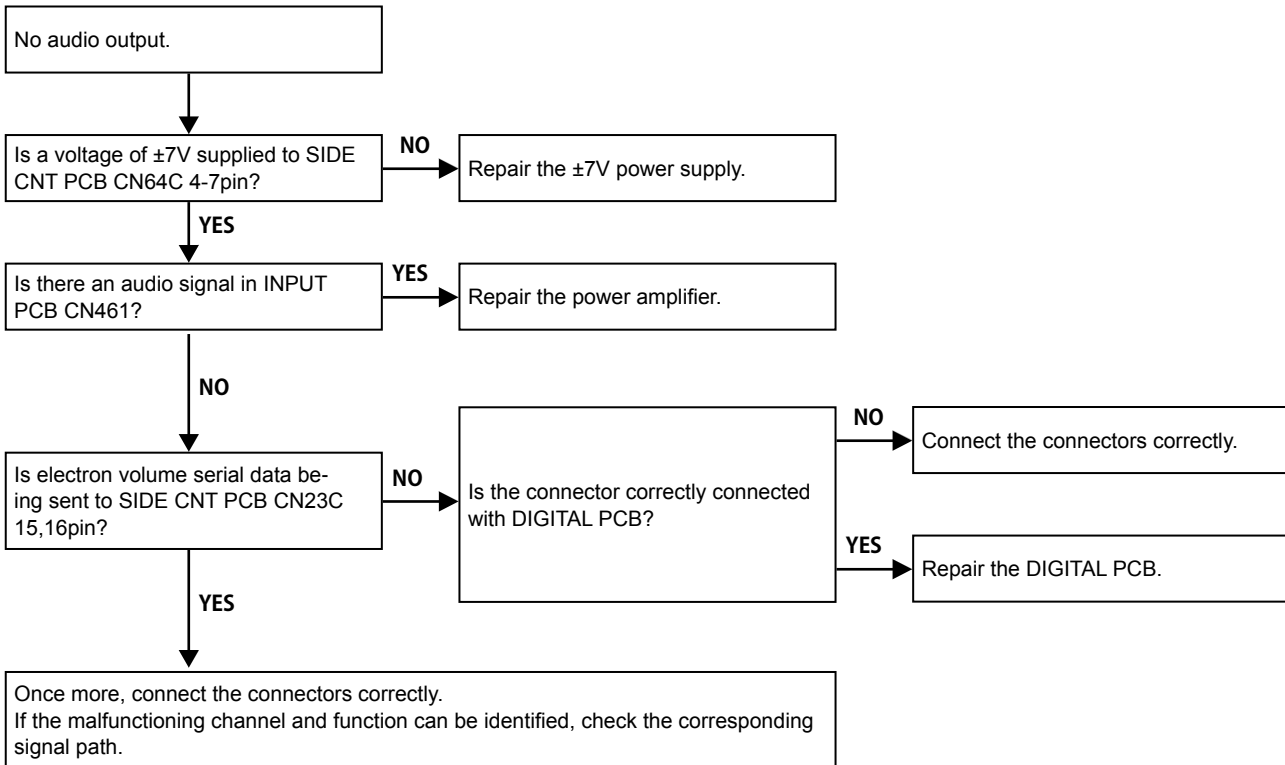 No audio output.
Is a voltage of ±7V supplied to SIDE
CNT PCB CN64C 4-7pin?
NO
Repair the ±7V power supply.
YES
Is there an audio signal in INPUT
PCB CN461?
YES
Repair the power amplifier.
NO
Is electron volume serial data be-
ing sent to SIDE CNT PCB CN23C
15,16pin?
NO
Is the connector correctly connected
with DIGITAL PCB?
NO
Connect the connectors correctly.
YES
Repair the DIGITAL PCB.
YES
Once more, connect the connectors correctly.
If the malfunctioning channel and function can be identified, check the corresponding
signal path.